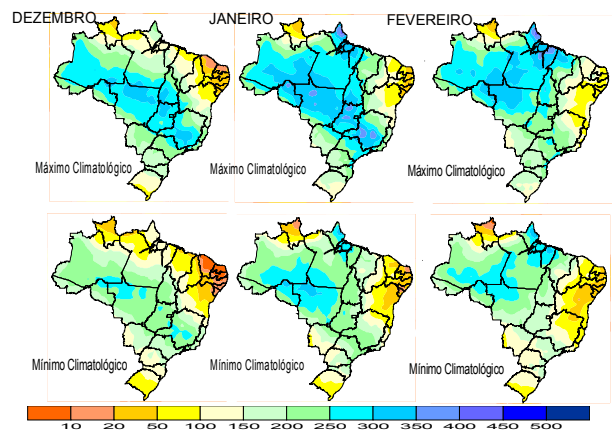 DEZEMBRO JANEIRO FEVEREIRO
Máximo Climatológico Máximo Climatológico Máximo Climatológico
Mínimo Climatológico Mínimo Climatológico Mínimo Climatológico
10 20 50 100 150 200 250 300 350 400 450 500